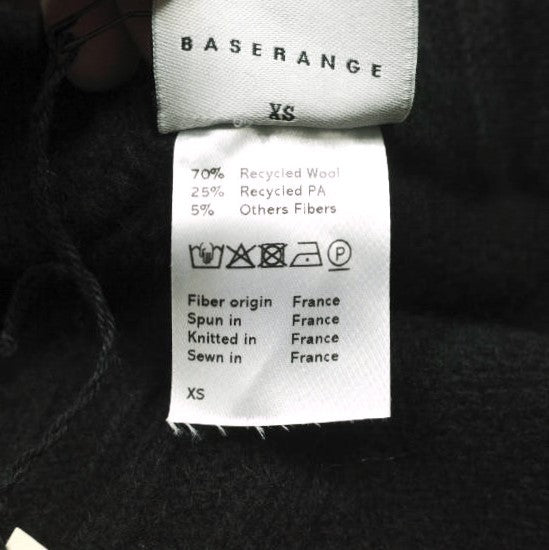 BASERANGE
XS
70% Recycled Wool
25% Recycled PA
5% Others Fibers
P
Fiber origin France
Spun in France
Knitted in France
Sewn in France
XS